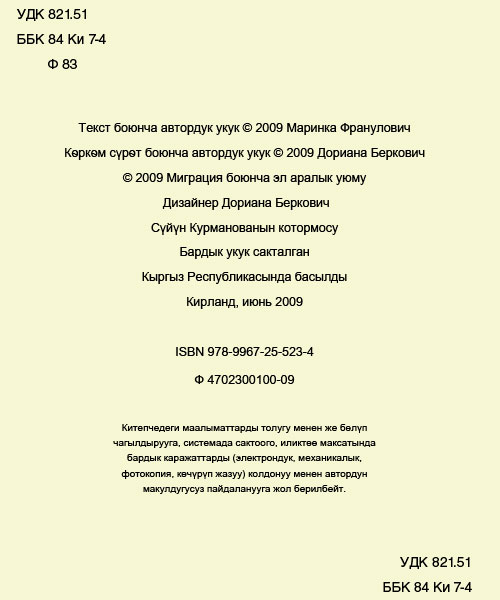 УДК 821.51
ББК 84 Ки 7-4
Ф 83
Текст боюнча автордук укук © 2009 Маринка Франулович
Көркөм сүрөт боюнча автордук укук © 2009 Дориана Беркович
© 2009 Миграция боюнча эл аралык уюму
Дизайнер Дориана Беркович
Сүйүн Курманованын котормосу
Бардык укук сакталган
Кыргыз Республикасында басылды
Кирланд, июнь 2009
ISBN 978-9967-25-523-4
Ф 4702300100-09
Китепчедеги маалыматтарды толугу менен же бөлүп
чагылдырууга, системада сактоого, иликтөө максатында
бардык каражаттарды (электрондук, механикалык,
фотокопия, көчүрүп жазуу) колдонуу менен автордун
макулдугусуз пайдаланууга жол берилбейт.
УДК 821.51
ББК 84 Ки 7-4